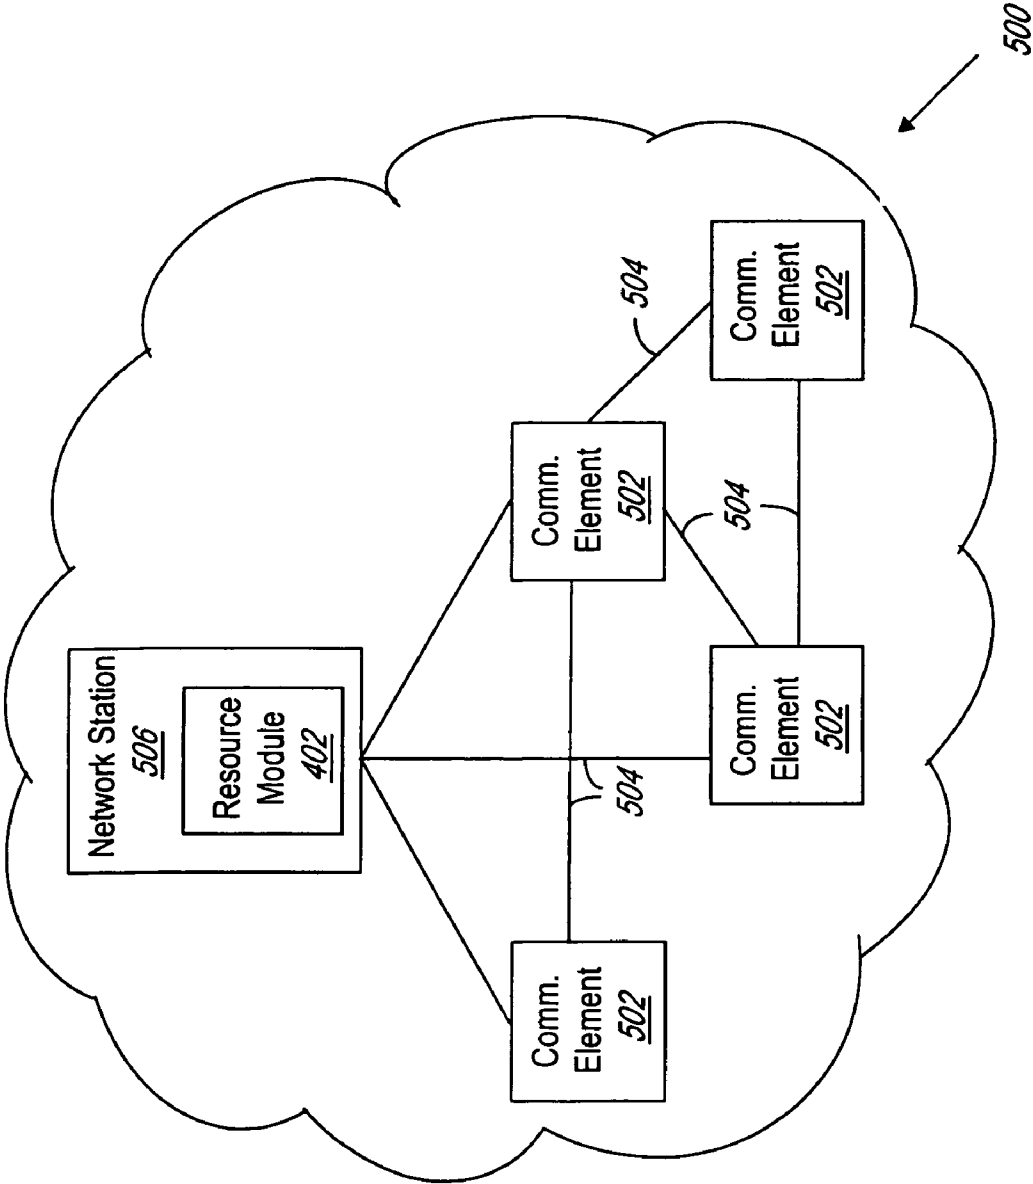 500
Network Station
506
Resource
Module
402
Comm.
Element
502
504
Comm.
Element
502
504
Comm.
Element
502
504
Comm.
Element
502